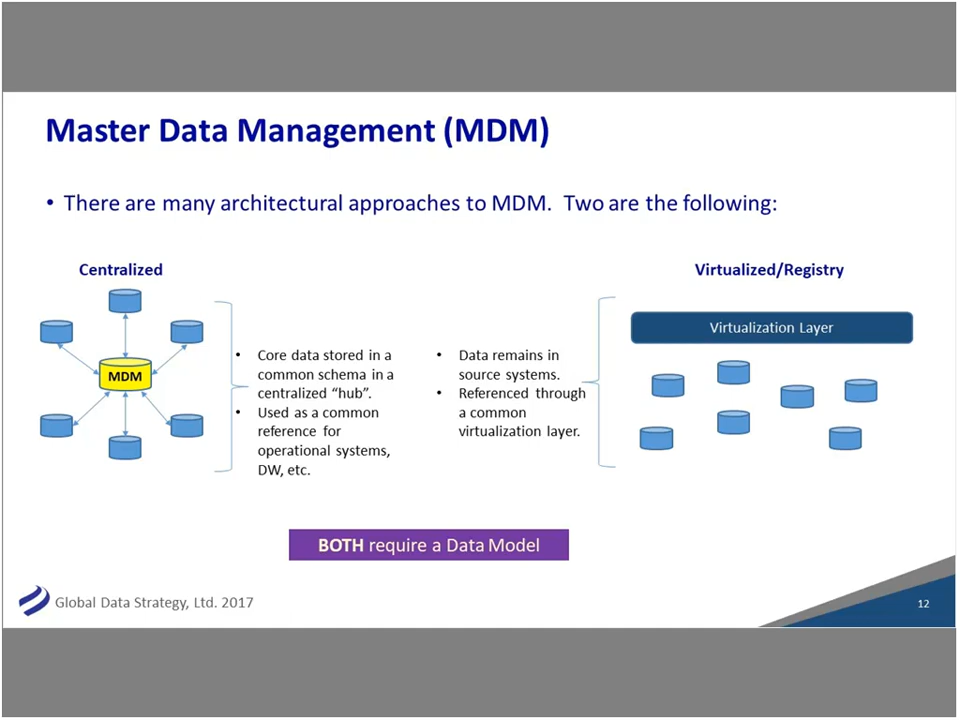 Master Data Management (MDM)
• There are many architectural approaches to MDM.  Two are the following:
Centralized
MDM
• Core data stored in a
common schema in a
centralized “hub”.
• Used as a common
reference for
operational systems,
DW, etc.
Virtualized/Registry
Virtualization Layer
• Data remains in
source systems.
• Referenced through
a common
virtualization layer.
BOTH require a Data Model
Global Data Strategy, Ltd. 2017
12